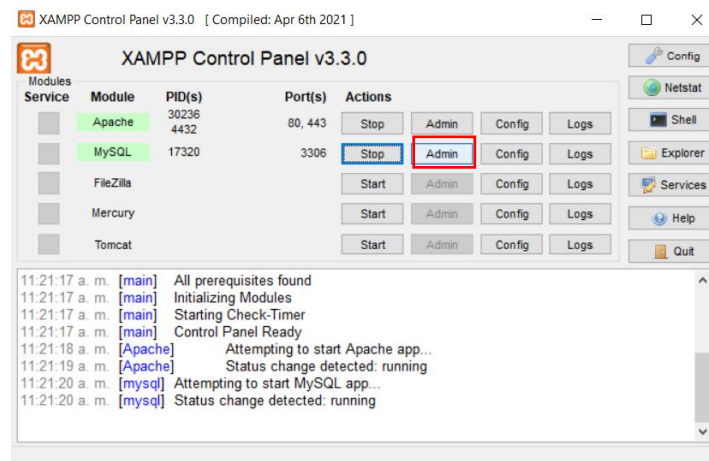 XAMPP Control Panel v3.3.0 [ Compiled: Apr 6th 2021 ]
XAMPP Control Panel v3.3.0
Config
Modules
Service Module PID(s) Port(s) Actions
Netstat
Apache 30236 4432 80, 443 Stop Admin Config Logs
Shell
MySQL 17320 3306 Stop Admin Config Logs
Explorer
FileZilla Start Admin Config Logs
Services
Mercury Start Admin Config Logs
Help
Tomcat Start Admin Config Logs
Quit
11:21:17 a. m. [main] All prerequisites found
11:21:17 a. m. [main] Initializing Modules
11:21:17 a. m. [main] Starting Check-Timer
11:21:17 a. m. [main] Control Panel Ready
11:21:18 a. m. [Apache] Attempting to start Apache app...
11:21:19 a. m. [Apache] Status change detected: running
11:21:20 a. m. [mysql] Attempting to start MySQL app...
11:21:20 a. m. [mysql] Status change detected: running